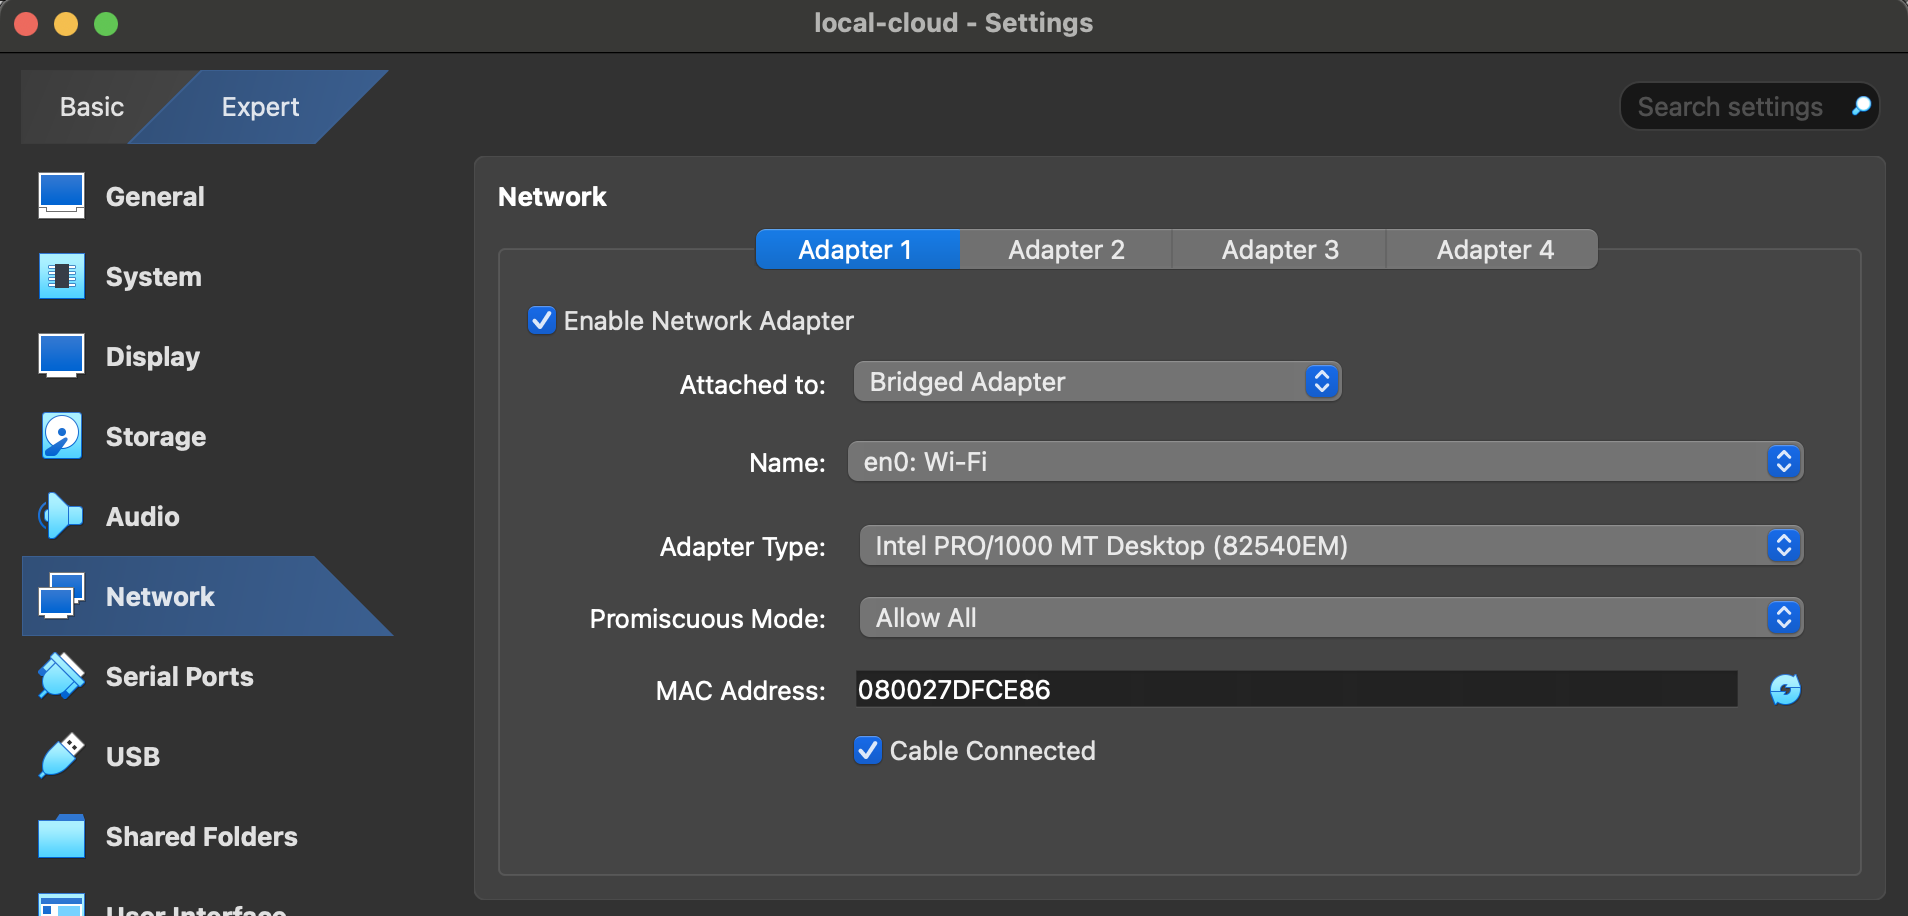 local-cloud - Settings
Basic
Expert
Search settings
General
System
Display
Storage
Audio
Network
Serial Ports
USB
Shared Folders
User Interface
Network
Adapter 1
Adapter 2
Adapter 3
Adapter 4
Enable Network Adapter
Attached to: Bridged Adapter
Name: en0: Wi-Fi
Adapter Type: Intel PRO/1000 MT Desktop (82540EM)
Promiscuous Mode: Allow All
MAC Address: 080027DFCE86
Cable Connected